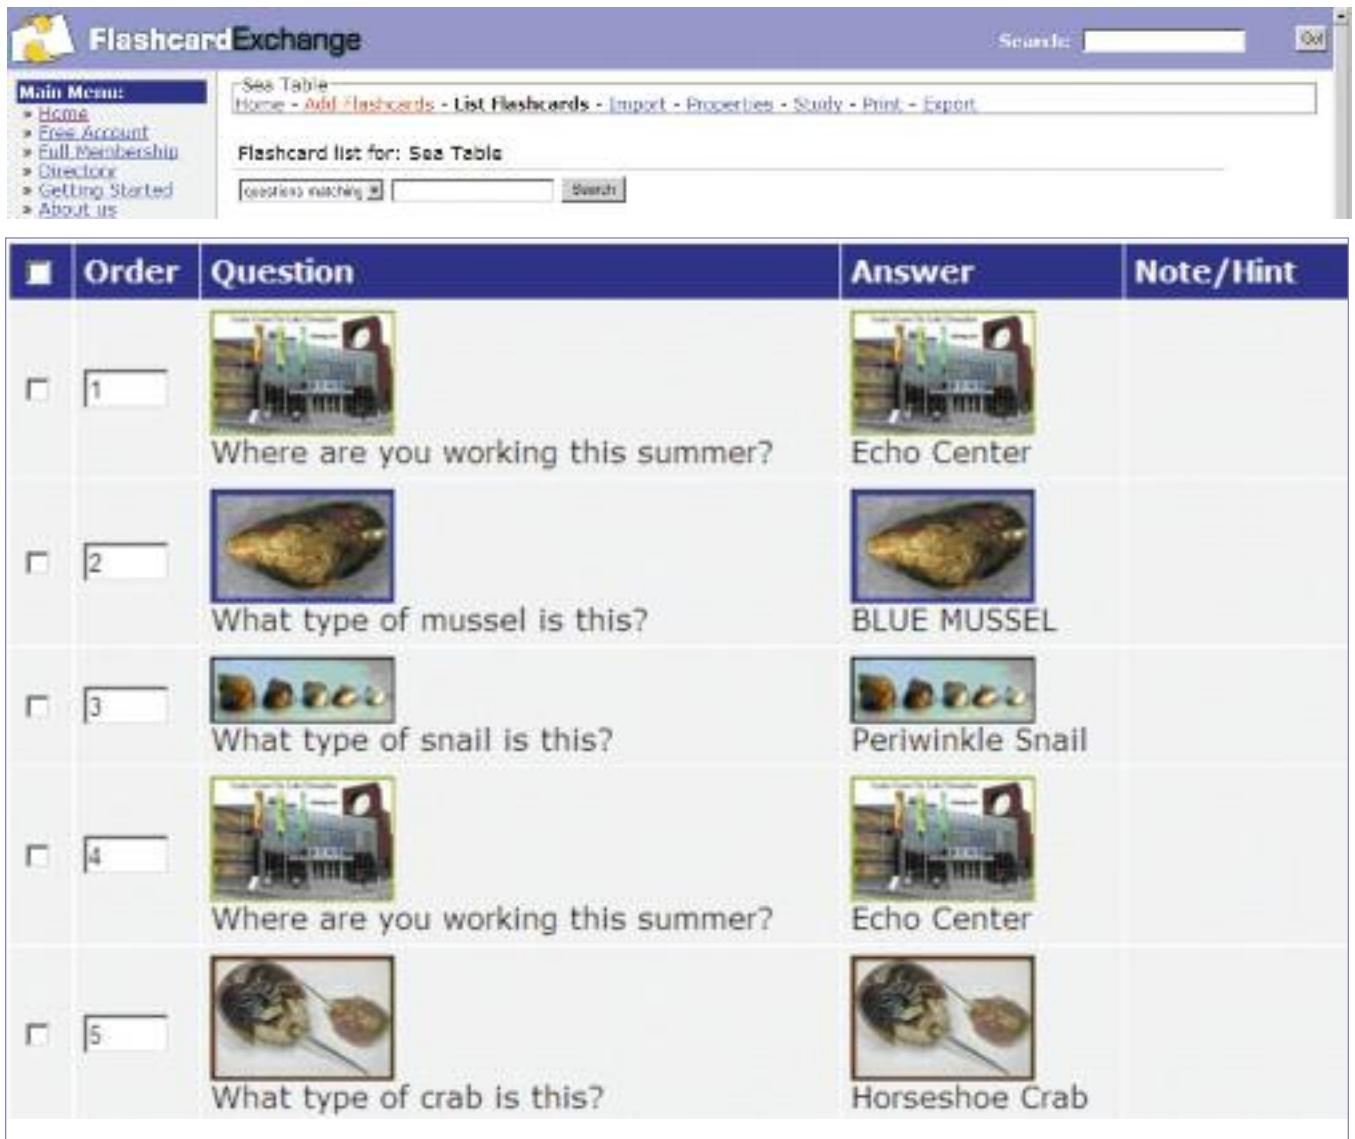 FlashcardExchange
Search:
Go!
Main Menu:
» Home
» Free Account
» Full Membership
» Directory
» Getting Started
» About us
Sea Table
Home - Add Flashcards - List Flashcards - Import - Properties - Study - Print - Export
Flashcard list for: Sea Table
questions matching
Search
Order Question Answer Note/Hint
1
Where are you working this summer? Echo Center
2
What type of mussel is this? BLUE MUSSEL
3
What type of snail is this? Periwinkle Snail
4
Where are you working this summer? Echo Center
5
What type of crab is this? Horseshoe Crab